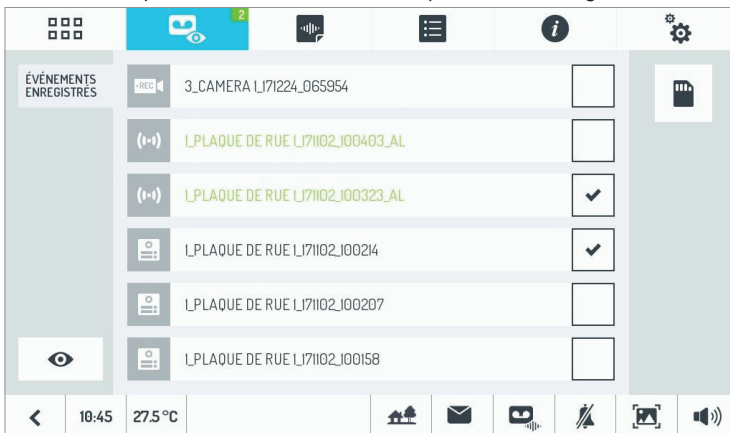 2
ÉVÉNEMENTS
ENREGISTRÉS
•REC
3_CAMERA 1_171224_065954
1_PLAQUE DE RUE 1_171102_100403_AL
1_PLAQUE DE RUE 1_171102_100323_AL
1_PLAQUE DE RUE 1_171102_100214
1_PLAQUE DE RUE 1_171102_100207
1_PLAQUE DE RUE 1_171102_100158
10:45 27.5 °C